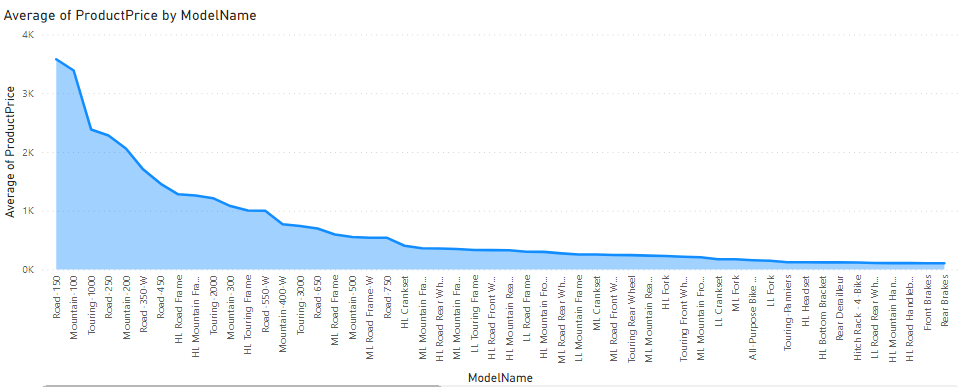 Average of ProductPrice by ModelName
4K
3K
2K
1K
0K
Average of ProductPrice
Road-150
Mountain-100
Touring-1000
Road-250
Mountain-200
Road-350-W
Road-450
HL Road Frame
HL Mountain Fra...
Touring-2000
Mountain-300
HL Touring Frame
Road-550-W
Mountain-400-W
Touring-3000
Road-650
ML Road Frame
Mountain-500
ML Road Frame-W
Road-750
HL Crankset
ML Mountain Fra...
HL Road Rear Wh...
ML Mountain Fra...
LL Touring Frame
HL Road Front W...
HL Mountain Rea...
LL Road Frame
HL Mountain Fro...
ML Road Rear Wh...
LL Mountain Frame
ML Crankset
ML Road Front W...
Touring Rear Wheel
ML Mountain Rea...
HL Fork
Touring Front Wh...
ML Mountain Fro...
LL Crankset
ML Fork
All-Purpose Bike...
LL Fork
Touring-Panniers
HL Headset
HL Bottom Bracket
Rear Derailleur
Hitch Rack - 4-Bike
LL Road Rear Wh...
HL Mountain Han...
HL Road Handleb...
Front Brakes
Rear Brakes
ModelName